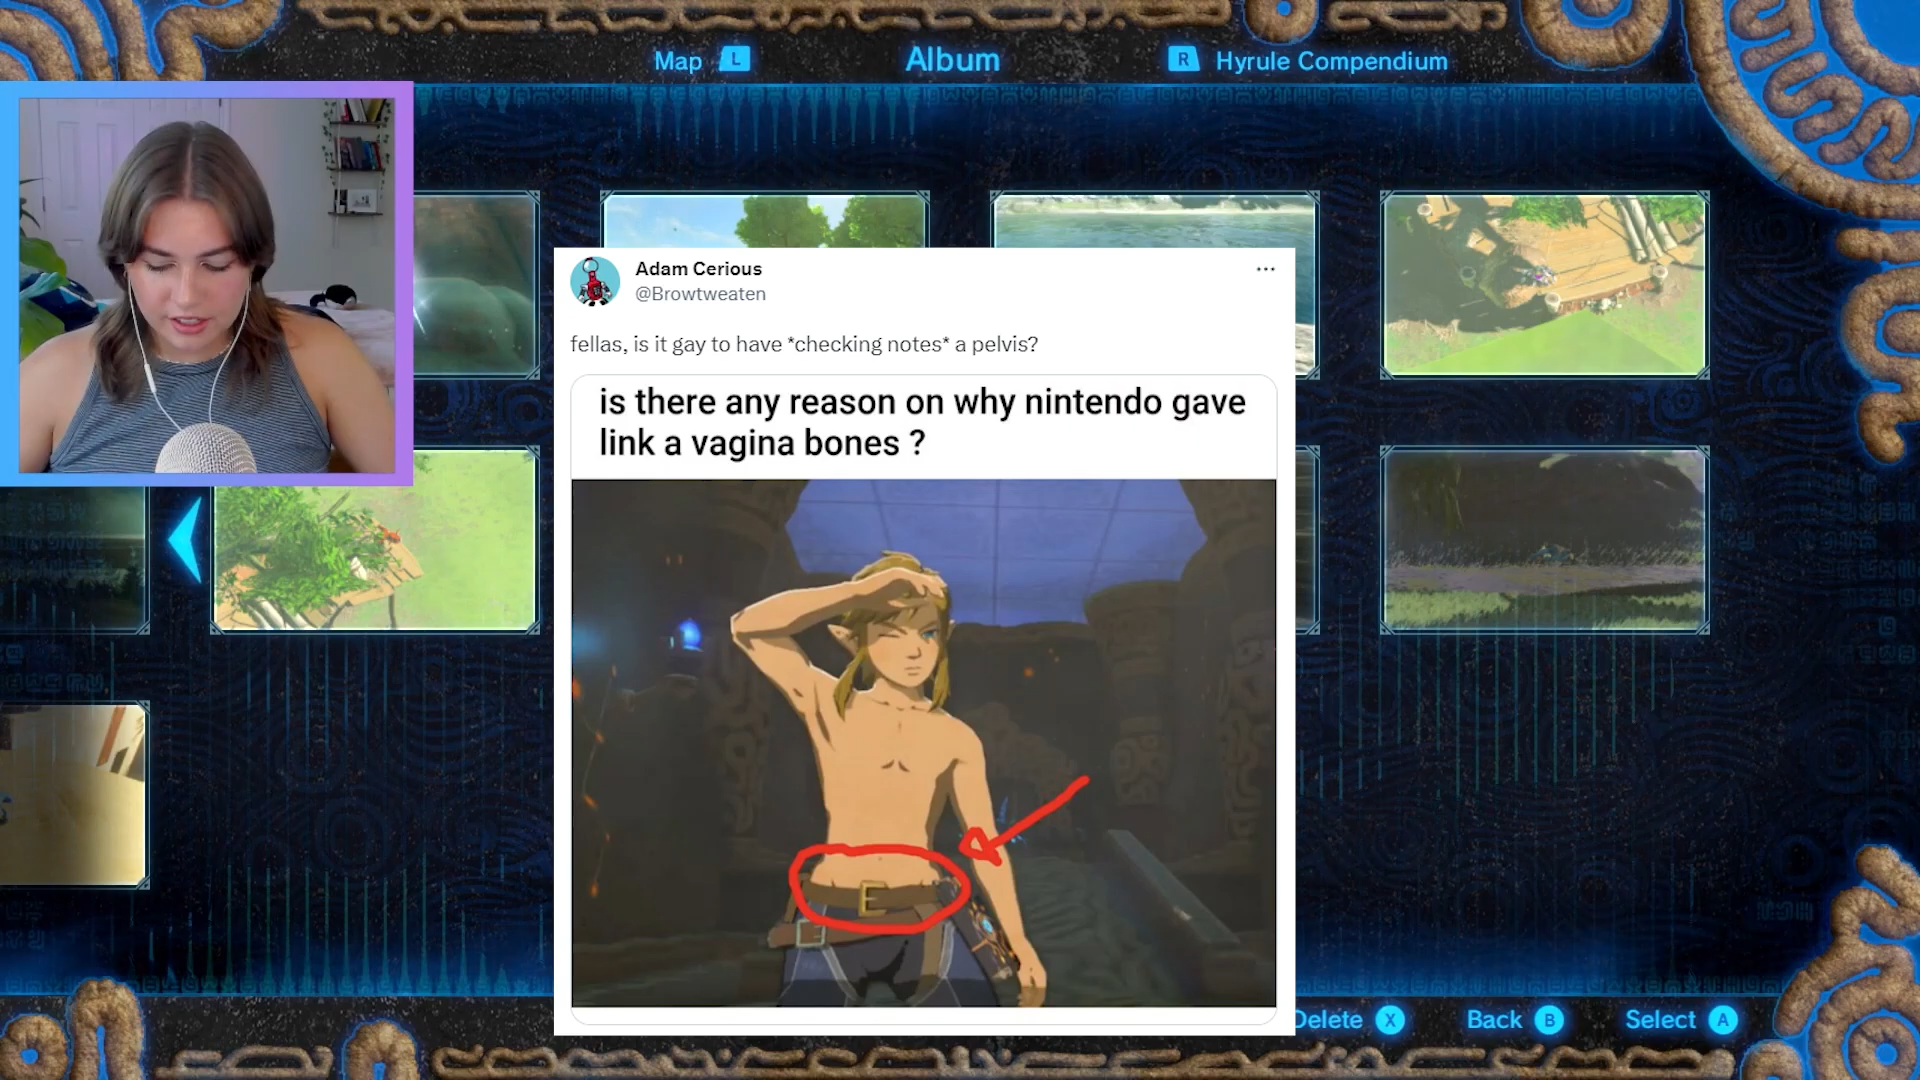 Map L Album R Hyrule Compendium
Adam Cerious
@Browtweaten
fellas, is it gay to have *checking notes* a pelvis?
is there any reason on why nintendo gave
link a vagina bones ?
Delete X Back B Select A